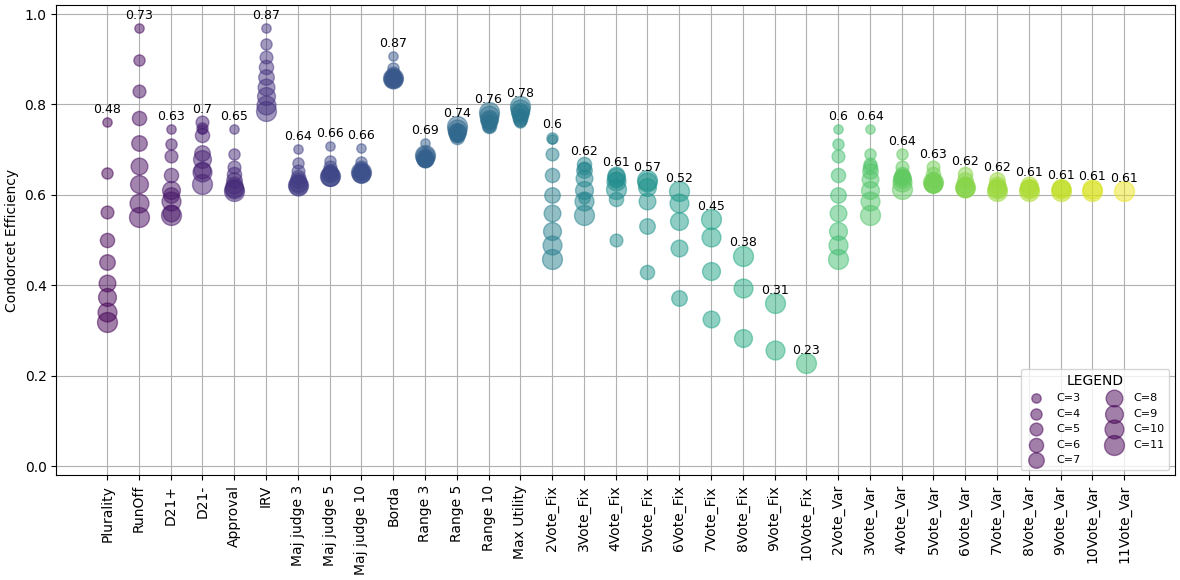 Condorcet Efficiency
1.0
0.8
0.6
0.4
0.2
0.0
0.48
0.73
0.63
0.7
0.65
0.87
0.64
0.66
0.66
0.87
0.69
0.74
0.76
0.78
0.6
0.62
0.61
0.57
0.52
0.45
0.38
0.31
0.23
0.6
0.64
0.64
0.63
0.62
0.62
0.61
0.61
0.61
0.61
LEGEND
C=3
C=4
C=5
C=6
C=7
C=8
C=9
C=10
C=11
Plurality
RunOff
D21+
D21-
Approval
IRV
Maj judge 3
Maj judge 5
Maj judge 10
Borda
Range 3
Range 5
Range 10
Max Utility
2Vote_Fix
3Vote_Fix
4Vote_Fix
5Vote_Fix
6Vote_Fix
7Vote_Fix
8Vote_Fix
9Vote_Fix
10Vote_Fix
2Vote_Var
3Vote_Var
4Vote_Var
5Vote_Var
6Vote_Var
7Vote_Var
8Vote_Var
9Vote_Var
10Vote_Var
11Vote_Var